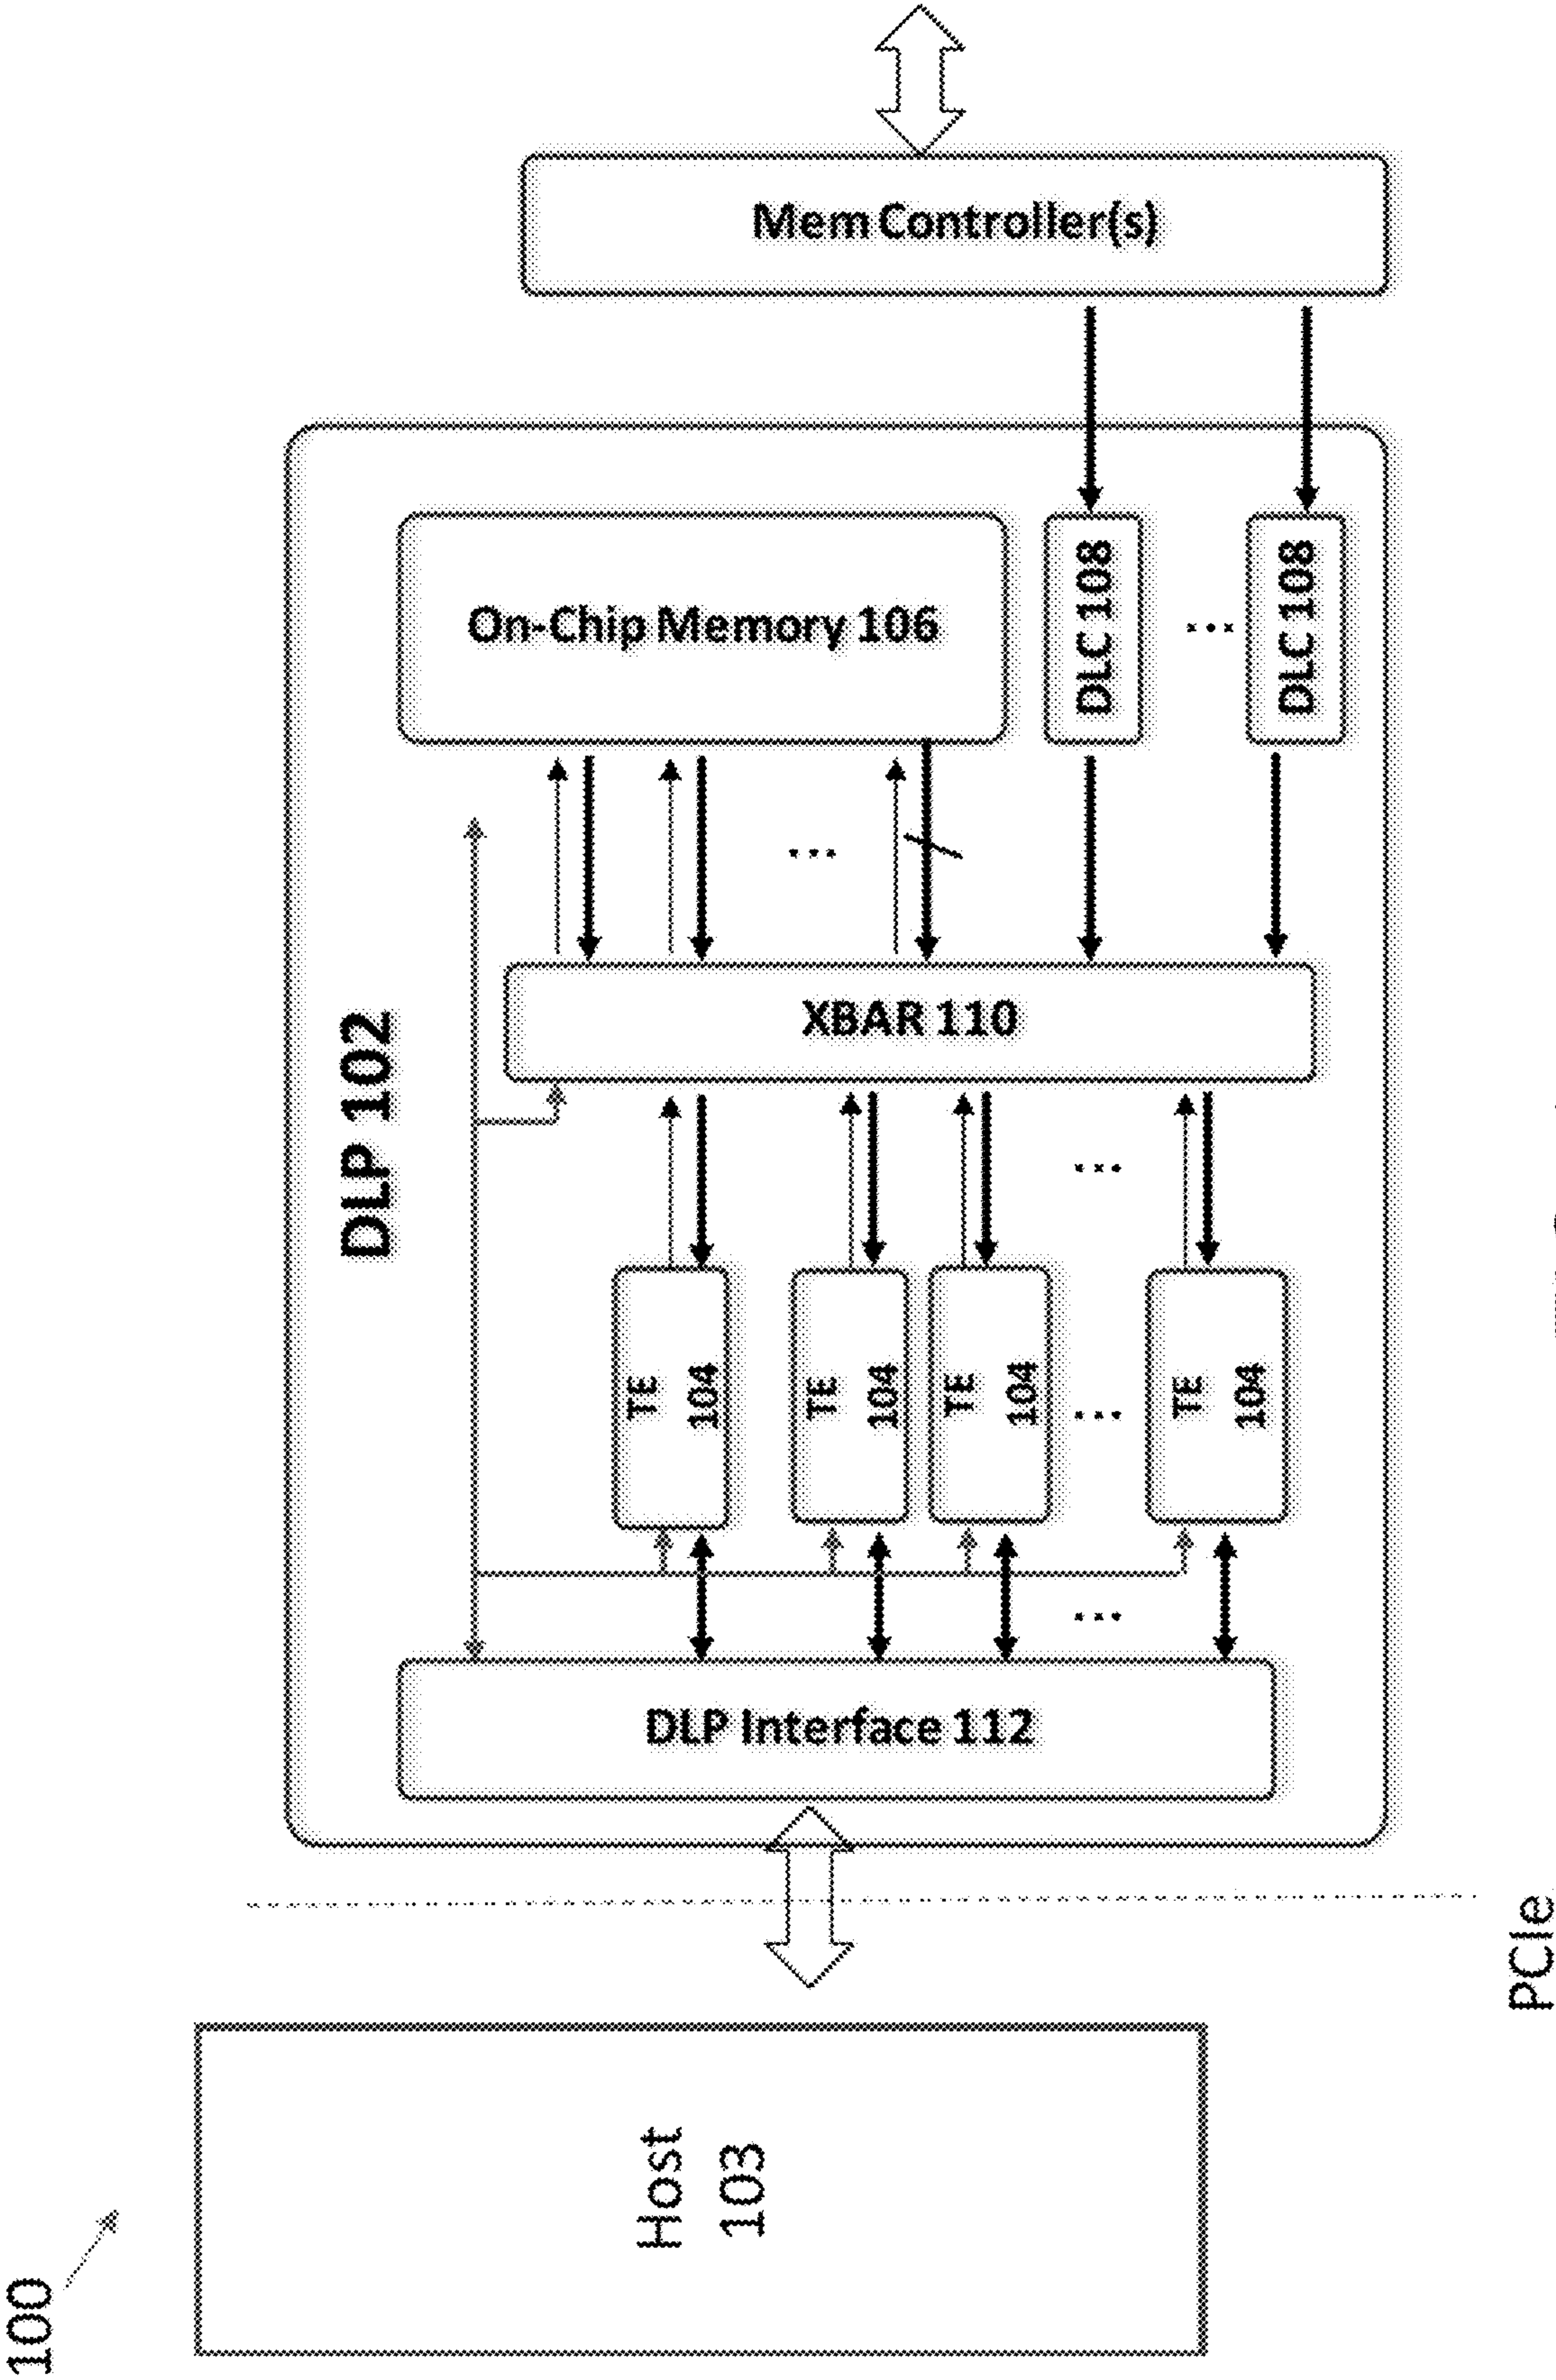 100
Host
103
PCIe
DLP 102
DLP Interface 112
TE
104
TE
104
TE
104
...
TE
104
...
...
XBAR 110
...
On-Chip Memory 106
DLC 108
...
DLC 108
Mem Controller(s)